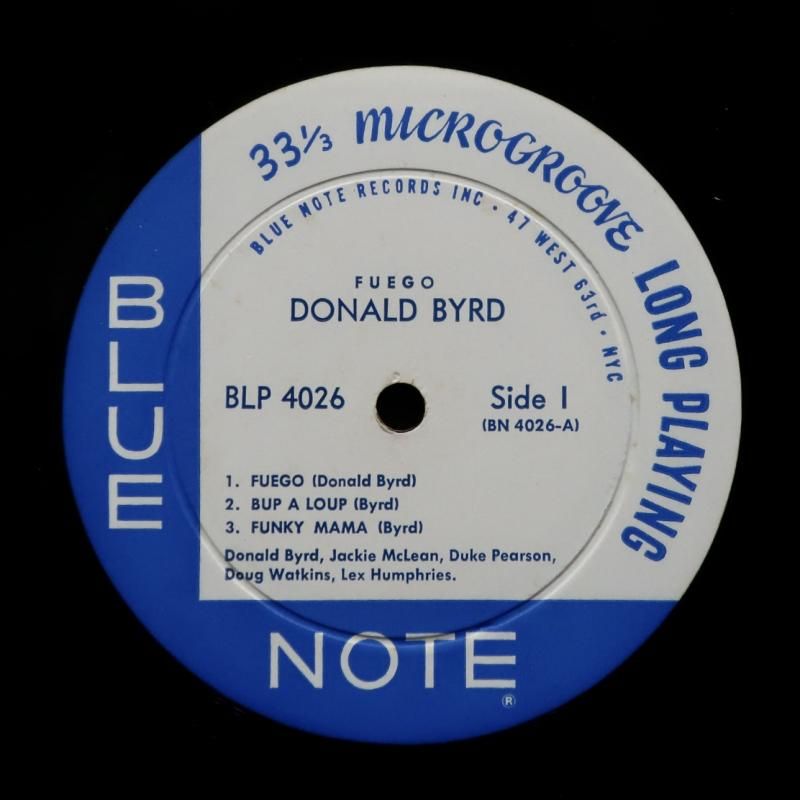 33⅓ MICROGROOVE LONG PLAYING
BLUE NOTE RECORDS INC • 47 WEST 63rd • NYC
FUEGO
DONALD BYRD
BLP 4026
Side 1
(BN 4026-A)
1. FUEGO (Donald Byrd)
2. BUP A LOUP (Byrd)
3. FUNKY MAMA (Byrd)
Donald Byrd, Jackie McLean, Duke Pearson,
Doug Watkins, Lex Humphries.
BLUE
NOTE
®